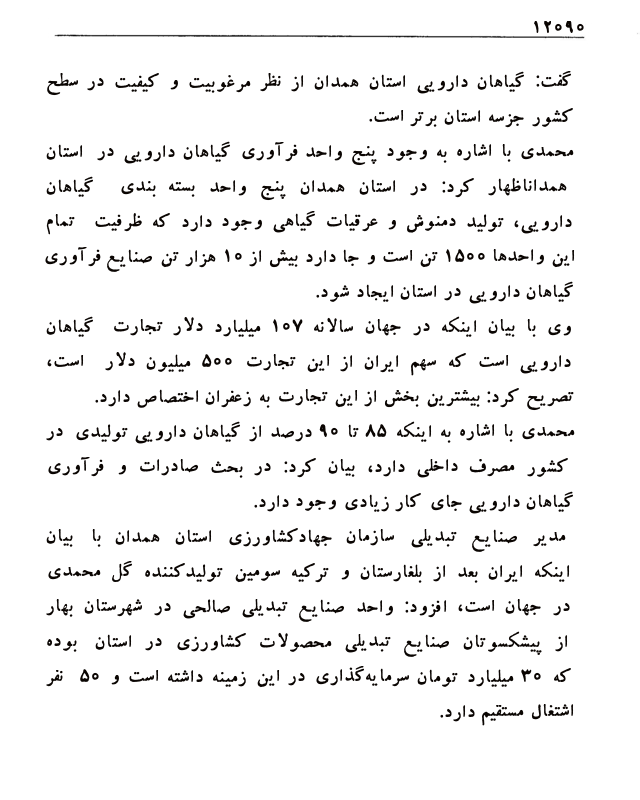 ۱۲۰۹۰
گفت: گیاهان دارویی استان همدان از نظر مرغوبیت و کیفیت در سطح
کشور جزسه استان برتر است.
محمدی با اشاره به وجود پنج واحد فرآوری گیاهان دارویی در استان
همداناظهار کرد: در استان همدان پنج واحد بسته بندی گیاهان
دارویی، تولید دمنوش و عرقیات گیاهی وجود دارد که ظرفیت تمام
این واحدها ۱۵۰۰ تن است و جا دارد بیش از ۱۰ هزار تن صنایع فرآوری
گیاهان دارویی در استان ایجاد شود.
وی با بیان اینکه در جهان سالانه ۱۰۷ میلیارد دلار تجارت گیاهان
دارویی است که سهم ایران از این تجارت ۵۰۰ میلیون دلار است،
تصریح کرد: بیشترین بخش از این تجارت به زعفران اختصاص دارد.
محمدی با اشاره به اینکه ۸۵ تا ۹۰ درصد از گیاهان دارویی تولیدی در
کشور مصرف داخلی دارد، بیان کرد: در بحث صادرات و فرآوری
گیاهان دارویی جای کار زیادی وجود دارد.
مدیر صنایع تبدیلی سازمان جهادکشاورزی استان همدان با بیان
اینکه ایران بعد از بلغارستان و ترکیه سومین تولیدکننده گل محمدی
در جهان است، افزود: واحد صنایع تبدیلی صالحی در شهرستان بهار
از پیشکسوتان صنایع تبدیلی محصولات کشاورزی در استان بوده
که ۳۰ میلیارد تومان سرمایه‌گذاری در این زمینه داشته است و ۵۰ نفر
اشتغال مستقیم دارد.